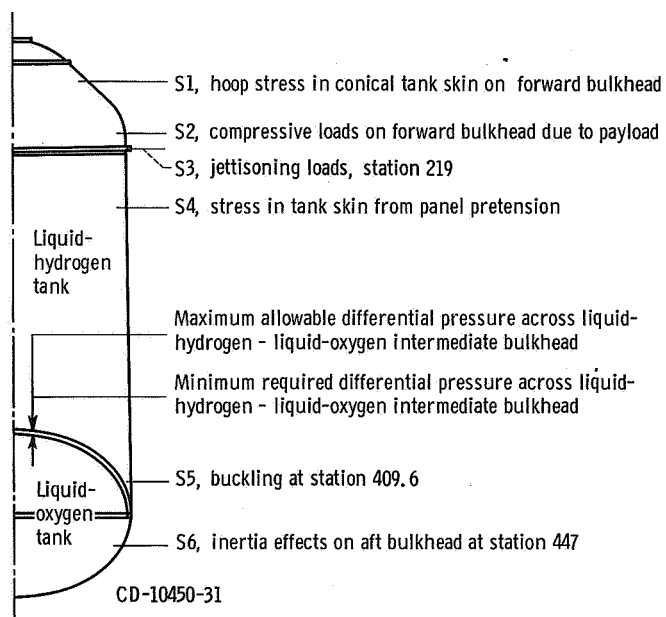 S1, hoop stress in conical tank skin on forward bulkhead
S2, compressive loads on forward bulkhead due to payload
S3, jettisoning loads, station 219
S4, stress in tank skin from panel pretension
Liquid-
hydrogen
tank
Maximum allowable differential pressure across liquid-
hydrogen - liquid-oxygen intermediate bulkhead
Minimum required differential pressure across liquid-
hydrogen - liquid-oxygen intermediate bulkhead
S5, buckling at station 409.6
Liquid-
oxygen
tank
S6, inertia effects on aft bulkhead at station 447
CD-10450-31